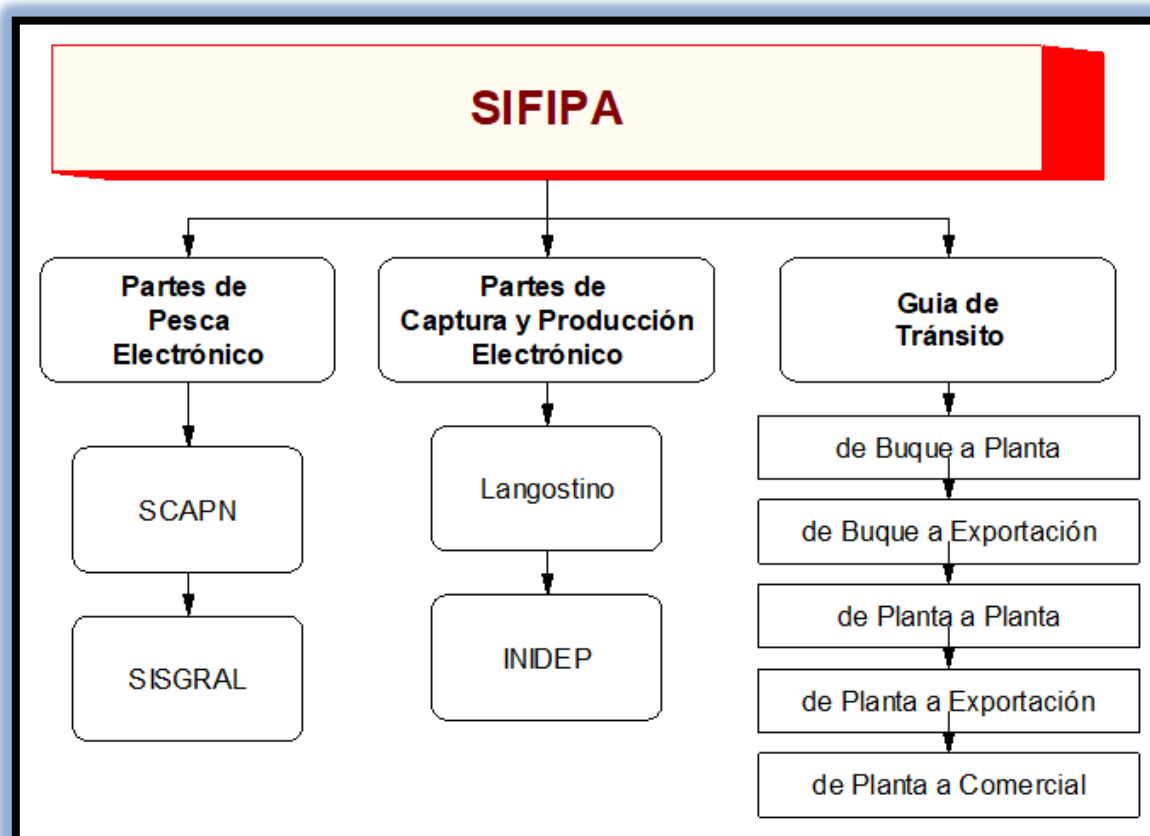 SIFIPA
Partes de
Pesca
Electrónico
SCAPN
SISGRAL
Partes de
Captura y Producción
Electrónico
Langostino
INIDEP
Guia de
Tránsito
de Buque a Planta
de Buque a Exportación
de Planta a Planta
de Planta a Exportación
de Planta a Comercial